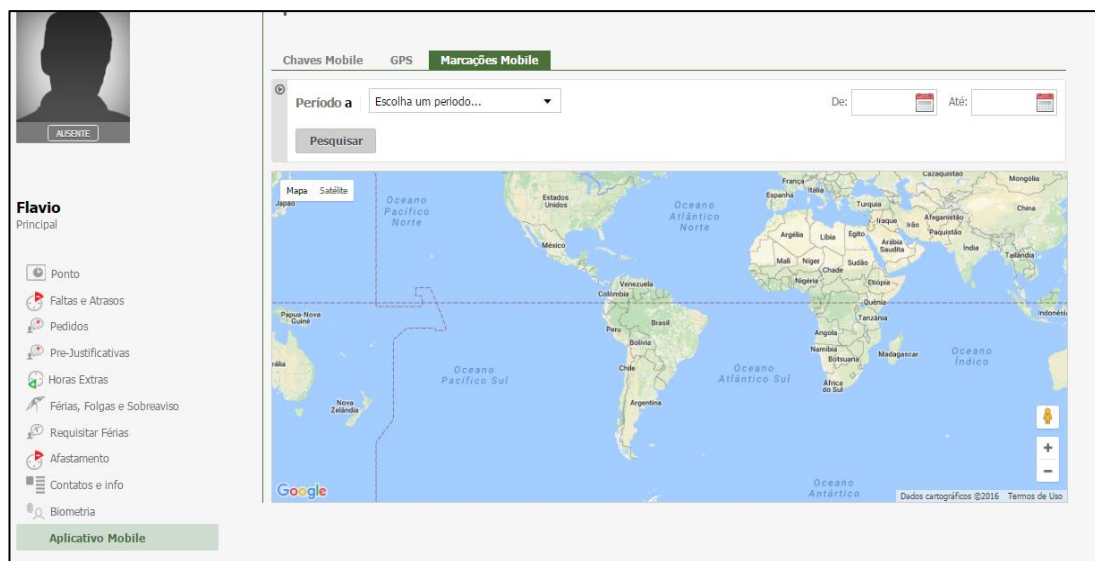 AUSENTE
Flavio
Principal
Ponto
Faltas e Atrasos
Pedidos
Pre-Justificativas
Horas Extras
Férias, Folgas e Sobreaviso
Requisitar Férias
Afastamento
Contatos e info
Biometria
Aplicativo Mobile
Chaves Mobile GPS Marcações Mobile
Período a Escolha um periodo... De: Até:
Pesquisar
Mapa Satélite
Japão
Oceano
Pacífico
Norte
Estados
Unidos
México
Oceano
Atlântico
Norte
França
Espanha
Itália
Turquia
Cazaquistão
Mongólia
China
Afeganistão
Iraque
Irão
Paquistão
Argélia
Líbia
Egito
Arábia
Saudita
Índia
Tailândia
Mali
Níger
Chade
Sudão
Nigéria
Etiópia
Quénia
Tanzânia
Venezuela
Colômbia
Brasil
Peru
Bolívia
Chile
Argentina
Papua-Nova
Guiné
Indonési
rália
Nova
Zelândia
Oceano
Pacífico Sul
Oceano
Atlântico Sul
Angola
Namíbia
Botsuana
Madagascar
África
do Sul
Oceano
Índico
Oceano
Antártico
Google
Dados cartográficos ©2016 Termos de Uso